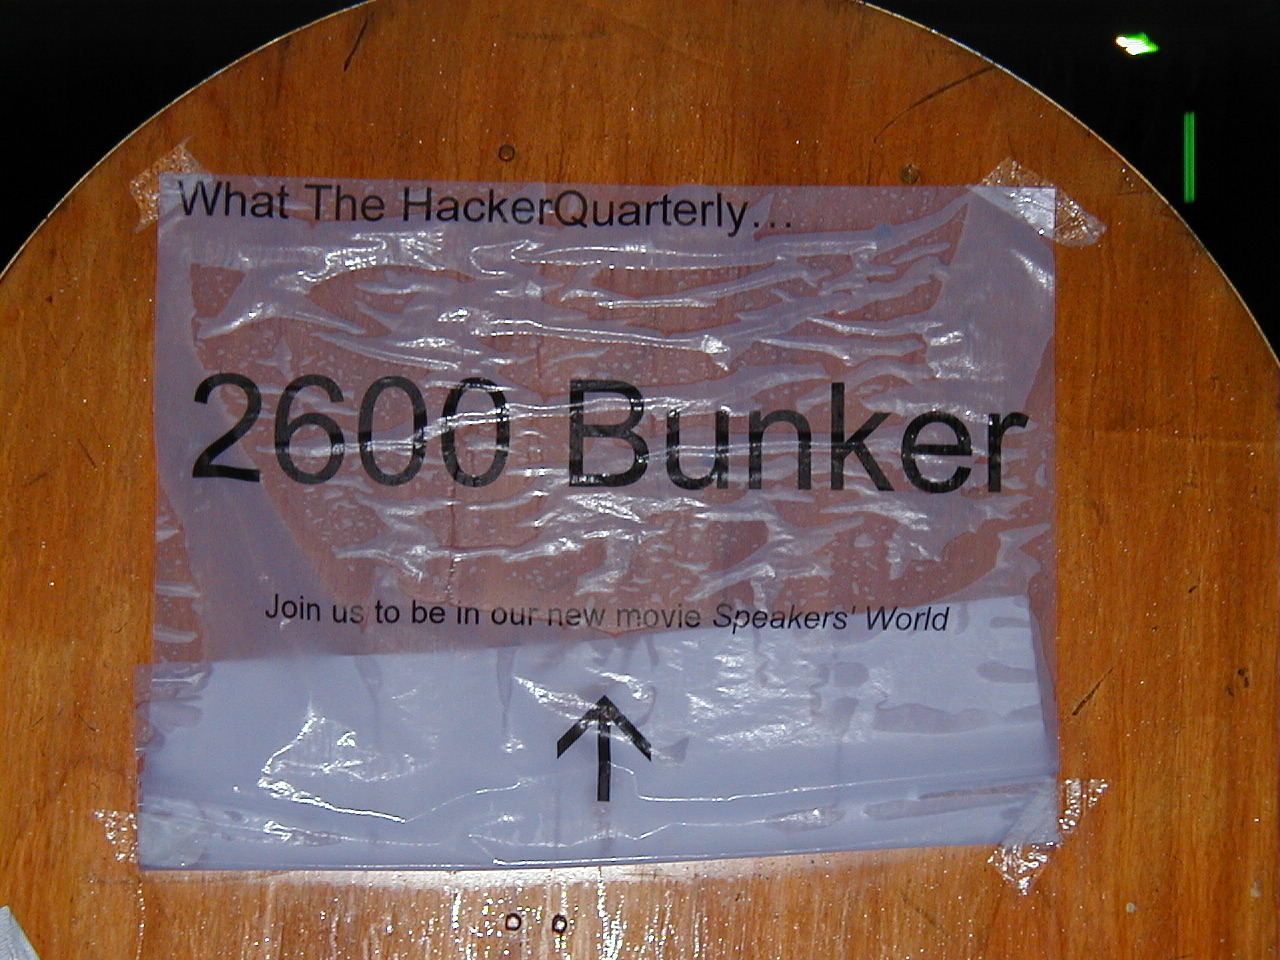 What The HackerQuarterly...
2600 Bunker
Join us to be in our new movie Speakers' World